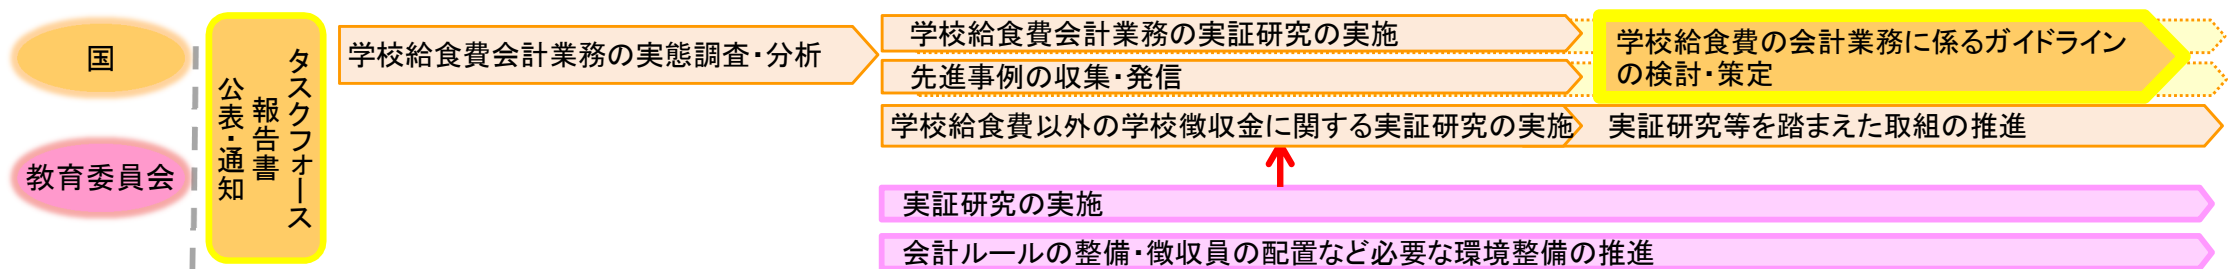 国
教育委員会
タスクフォース
報告書
公表・通知
学校給食費会計業務の実態調査・分析
学校給食費会計業務の実証研究の実施
先進事例の収集・発信
学校給食費の会計業務に係るガイドライン
の検討・策定
学校給食費以外の学校徴収金に関する実証研究の実施
実証研究等を踏まえた取組の推進
実証研究の実施
会計ルールの整備・徴収員の配置など必要な環境整備の推進